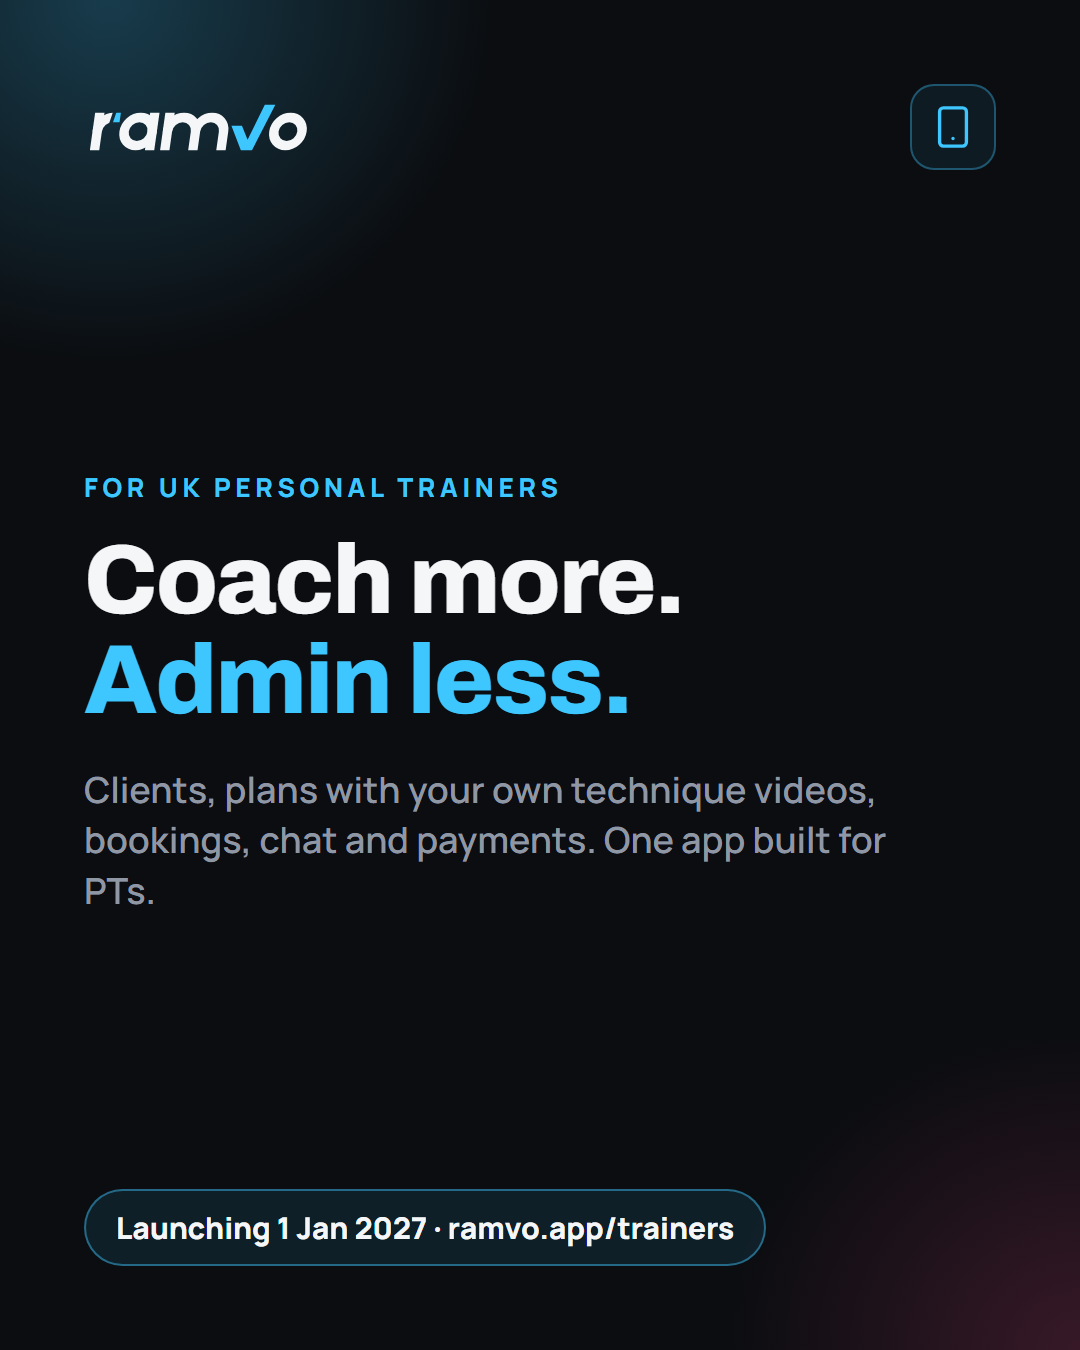 ramvo
FOR UK PERSONAL TRAINERS
Coach more.
Admin less.
Clients, plans with your own technique videos,
bookings, chat and payments. One app built for
PTs.
Launching 1 Jan 2027 · ramvo.app/trainers